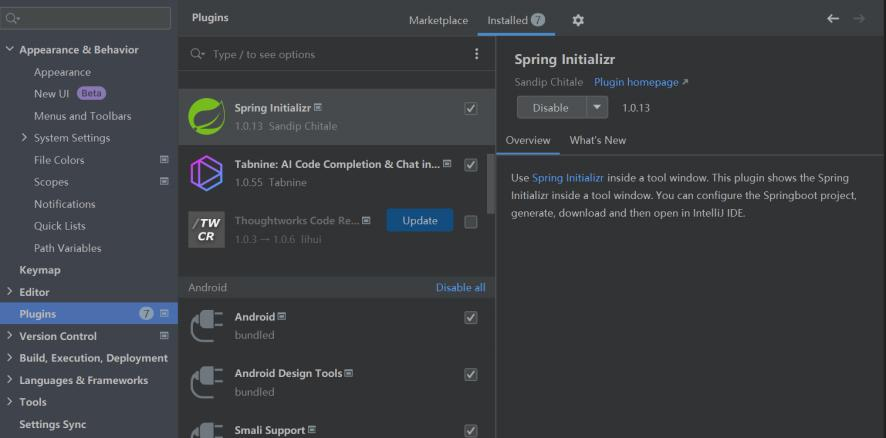 Plugins
Marketplace
Installed 7
Appearance & Behavior
Appearance
New UI Beta
Menus and Toolbars
System Settings
File Colors
Scopes
Notifications
Quick Lists
Path Variables
Keymap
Editor
Plugins 7
Version Control
Build, Execution, Deployment
Languages & Frameworks
Tools
Settings Sync
Type / to see options
Spring Initializr
1.0.13 Sandip Chitale
Tabnine: AI Code Completion & Chat in...
1.0.55 Tabnine
/TW
CR
Thoughtworks Code Re...
Update
1.0.3 → 1.0.6 lihui
Android
Disable all
Android
bundled
Android Design Tools
bundled
Smali Support
Spring Initializr
Sandip Chitale Plugin homepage ↗
Disable
1.0.13
Overview
What's New
Use Spring Initializr inside a tool window. This plugin shows the Spring
Initializr inside a tool window. You can configure the Springboot project,
generate, download and then open in IntelliJ IDE.